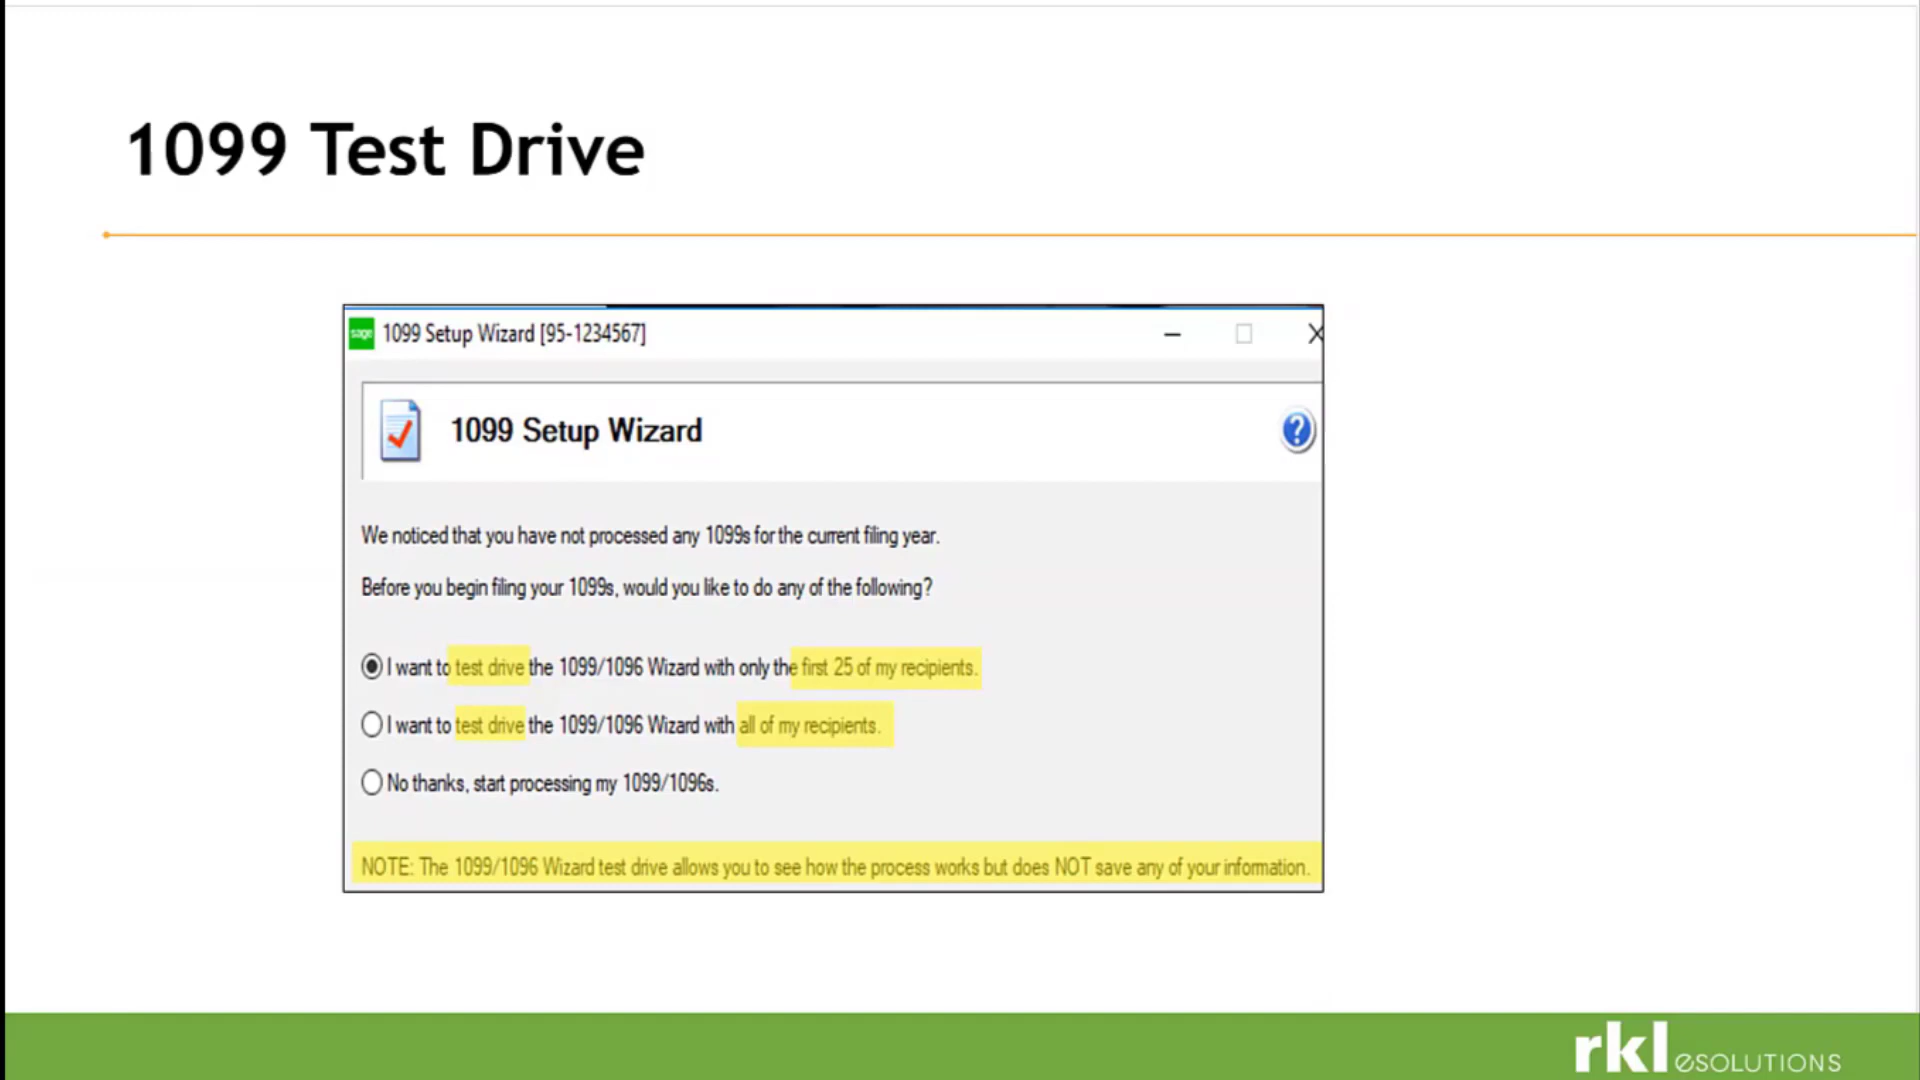 1099 Test Drive
sage 1099 Setup Wizard [95-1234567]
1099 Setup Wizard
?
We noticed that you have not processed any 1099s for the current filing year.
Before you begin filing your 1099s, would you like to do any of the following?
I want to test drive the 1099/1096 Wizard with only the first 25 of my recipients.
I want to test drive the 1099/1096 Wizard with all of my recipients.
No thanks, start processing my 1099/1096s.
NOTE: The 1099/1096 Wizard test drive allows you to see how the process works but does NOT save any of your information.
rkl eSOLUTIONS